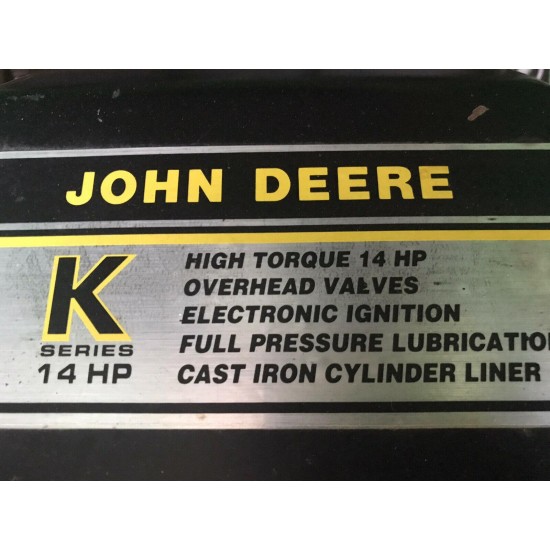 JOHN DEERE
K
SERIES
14 HP
HIGH TORQUE 14 HP
OVERHEAD VALVES
ELECTRONIC IGNITION
FULL PRESSURE LUBRICATIO
CAST IRON CYLINDER LINER